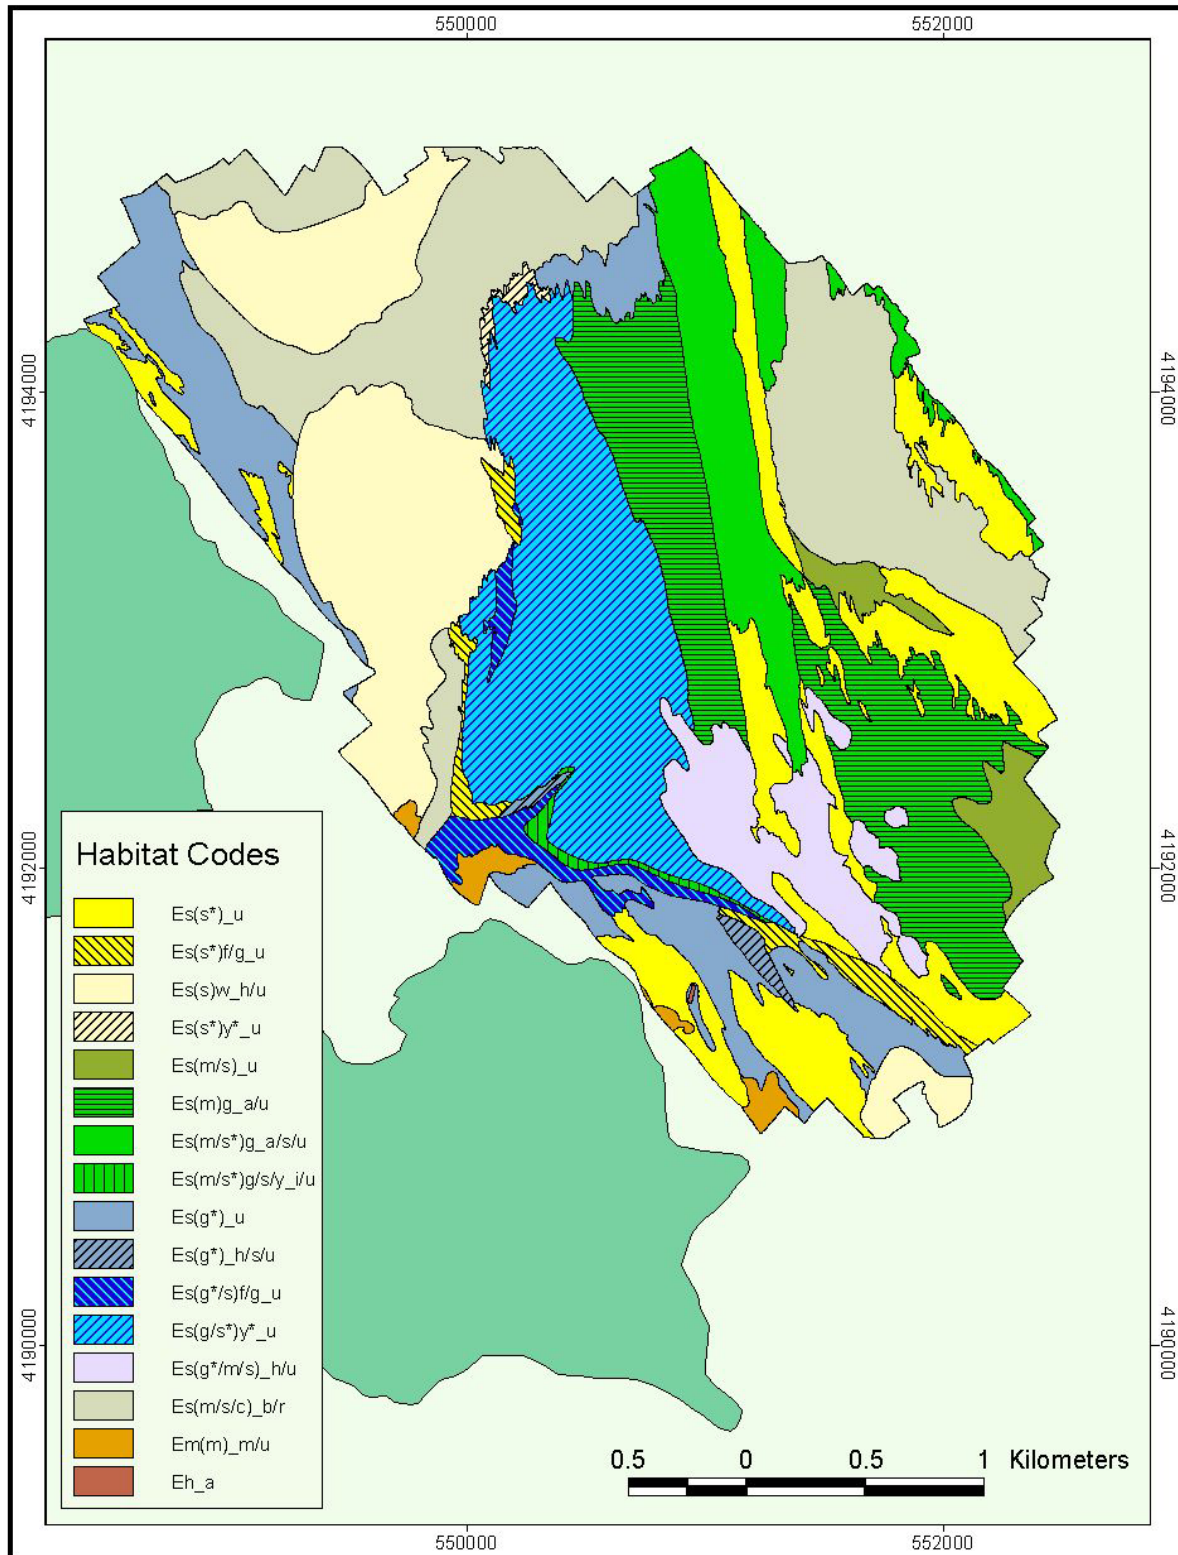 550000 552000
4194000 4194000
Habitat Codes
Es(s*)_u
Es(s*)f/g_u
Es(s)w_h/u
Es(s*)y*_u
Es(m/s)_u
Es(m)g_a/u
Es(m/s*)g_a/s/u
Es(m/s*)g/s/y_i/u
Es(g*)_u
Es(g*)_h/s/u
Es(g*/s)f/g_u
Es(g/s*)y*_u
Es(g*/m/s)_h/u
Es(m/s/c)_b/r
Em(m)_m/u
Eh_a
4192000 4192000
4190000 4190000
0.5 0 0.5 1 Kilometers
550000 552000